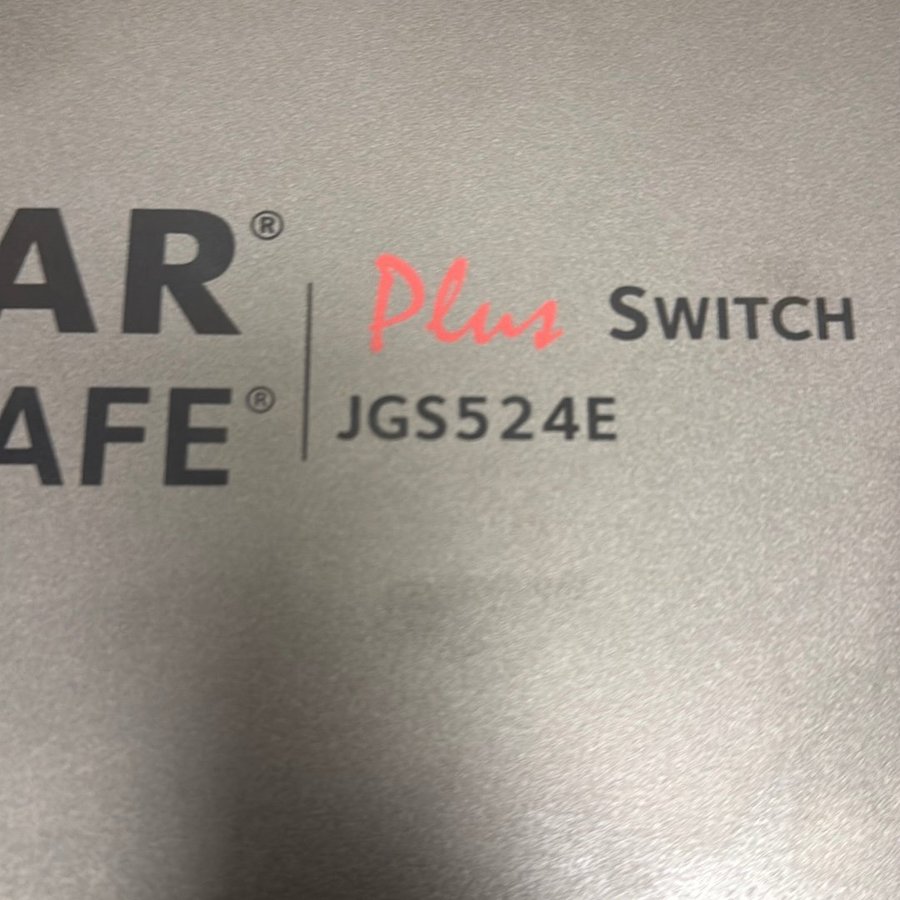 AR®
Plus SWITCH
AFE®
JGS524E